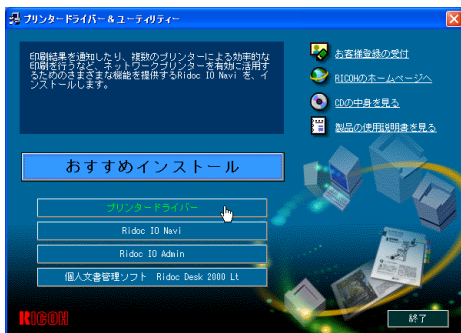 プリンタードライバー＆ユーティリティー
印刷結果を通知したり、複数のプリンターによる効率的な
印刷を行うなど、ネットワークプリンターを有効に活用す
るためのさまざまな機能を提供するRidoc IO Navi を、イ
ンストールします。
お客様登録の受付
RICOHのホームページへ
CDの中身を見る
製品の使用説明書を見る
おすすめインストール
プリンタードライバー
Ridoc IO Navi
Ridoc IO Admin
個人文書管理ソフト Ridoc Desk 2000 Lt
RICOH
終了